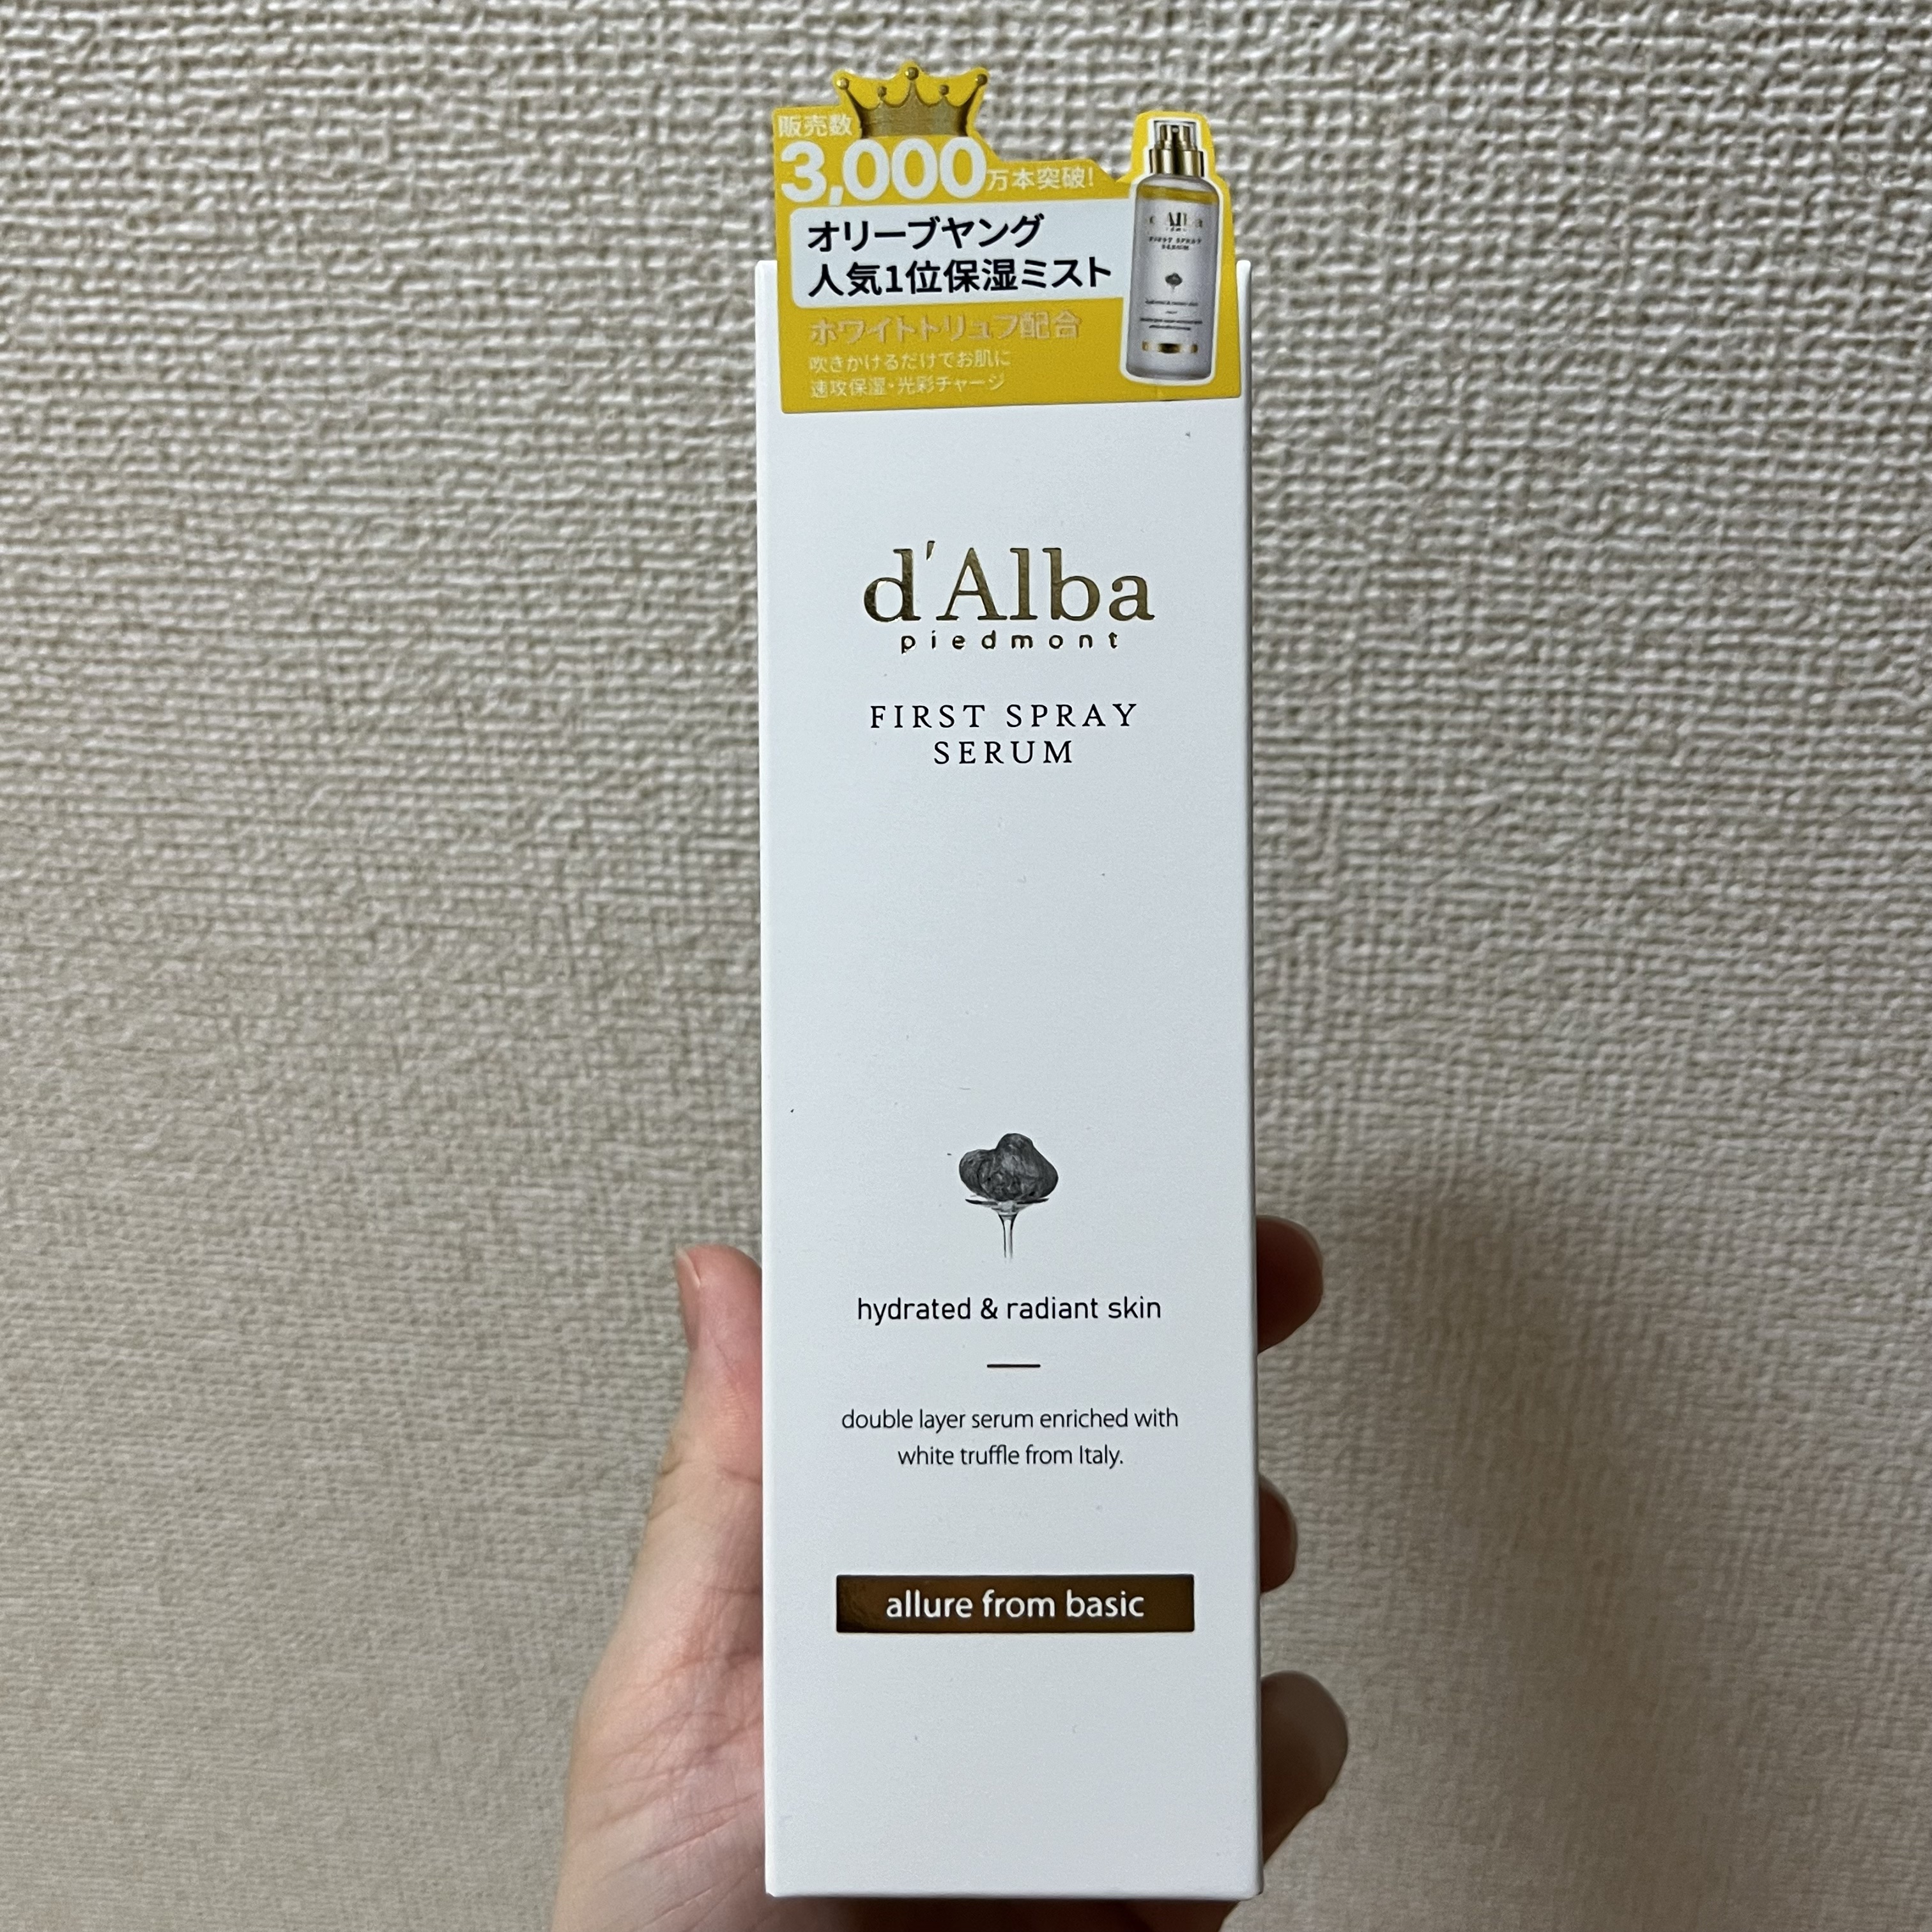 販売数
3,000万本突破!
オリーブヤング
人気1位保湿ミスト
ホワイトトリュフ配合
吹きかけるだけでお肌に
速攻保湿・光彩チャージ
d'Alba
FIRST SPRAY
SERUM
d'Alba
piedmont
FIRST SPRAY
SERUM
hydrated & radiant skin
double layer serum enriched with
white truffle from Italy.
allure from basic